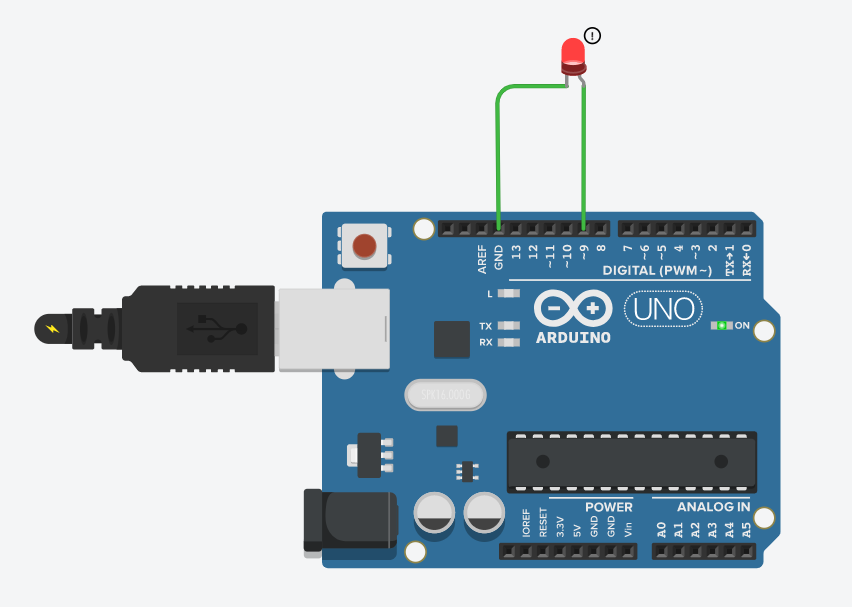 !
AREF
GND
13
12
~11
~10
~9
8
7
~6
~5
4
~3
2
TX→1
RX←0
DIGITAL (PWM~)
L
TX
RX
UNO
ON
ARDUINO
SPK16.000G
POWER
ANALOG IN
IOREF
RESET
3.3V
5V
GND
GND
Vin
A0
A1
A2
A3
A4
A5